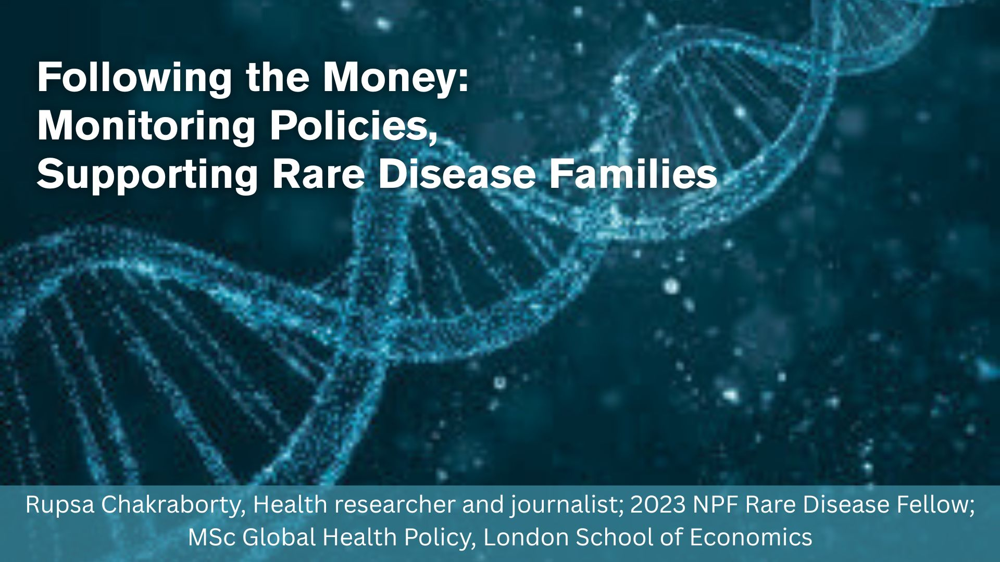 Following the Money:
Monitoring Policies,
Supporting Rare Disease Families
Rupsa Chakraborty, Health researcher and journalist; 2023 NPF Rare Disease Fellow;
MSc Global Health Policy, London School of Economics